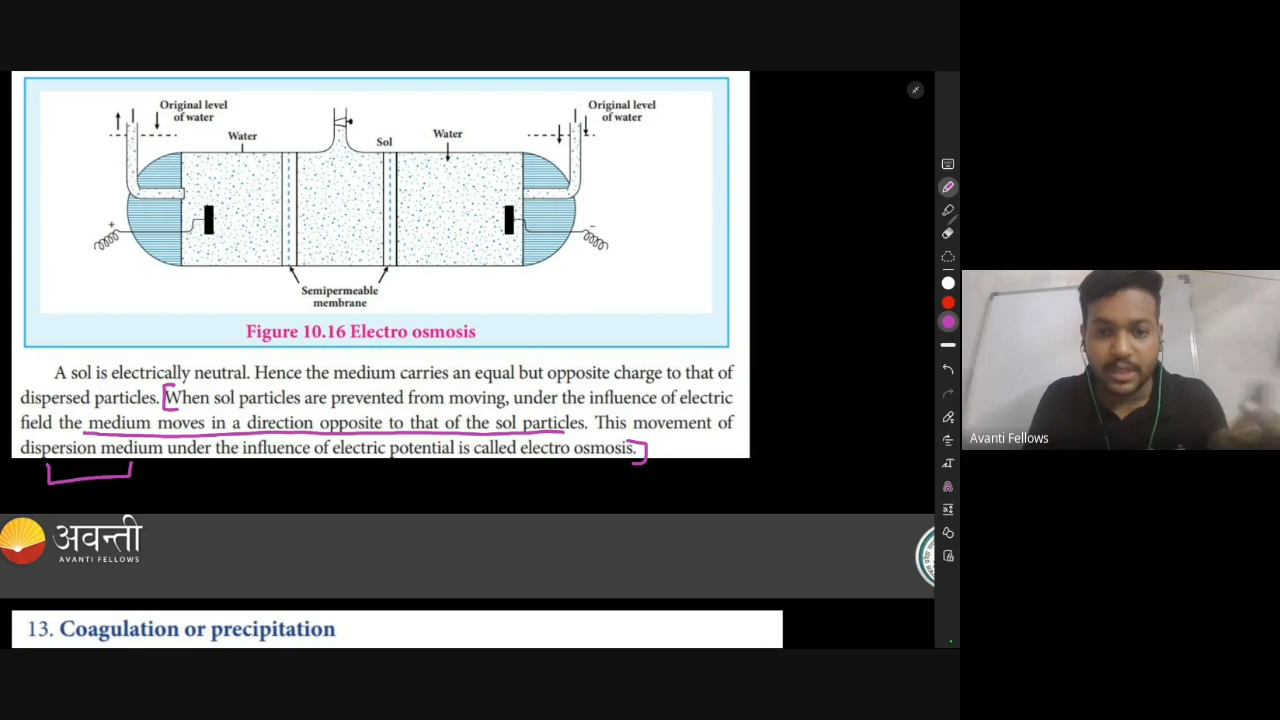 Original level
of water
Original level
of water
Water
Sol
Water
+
−
Semipermeable
membrane
Figure 10.16 Electro osmosis
A sol is electrically neutral. Hence the medium carries an equal but opposite charge to that of
dispersed particles. When sol particles are prevented from moving, under the influence of electric
field the medium moves in a direction opposite to that of the sol particles. This movement of
dispersion medium under the influence of electric potential is called electro osmosis.
Avanti Fellows
अवन्ती
AVANTI FELLOWS
13. Coagulation or precipitation